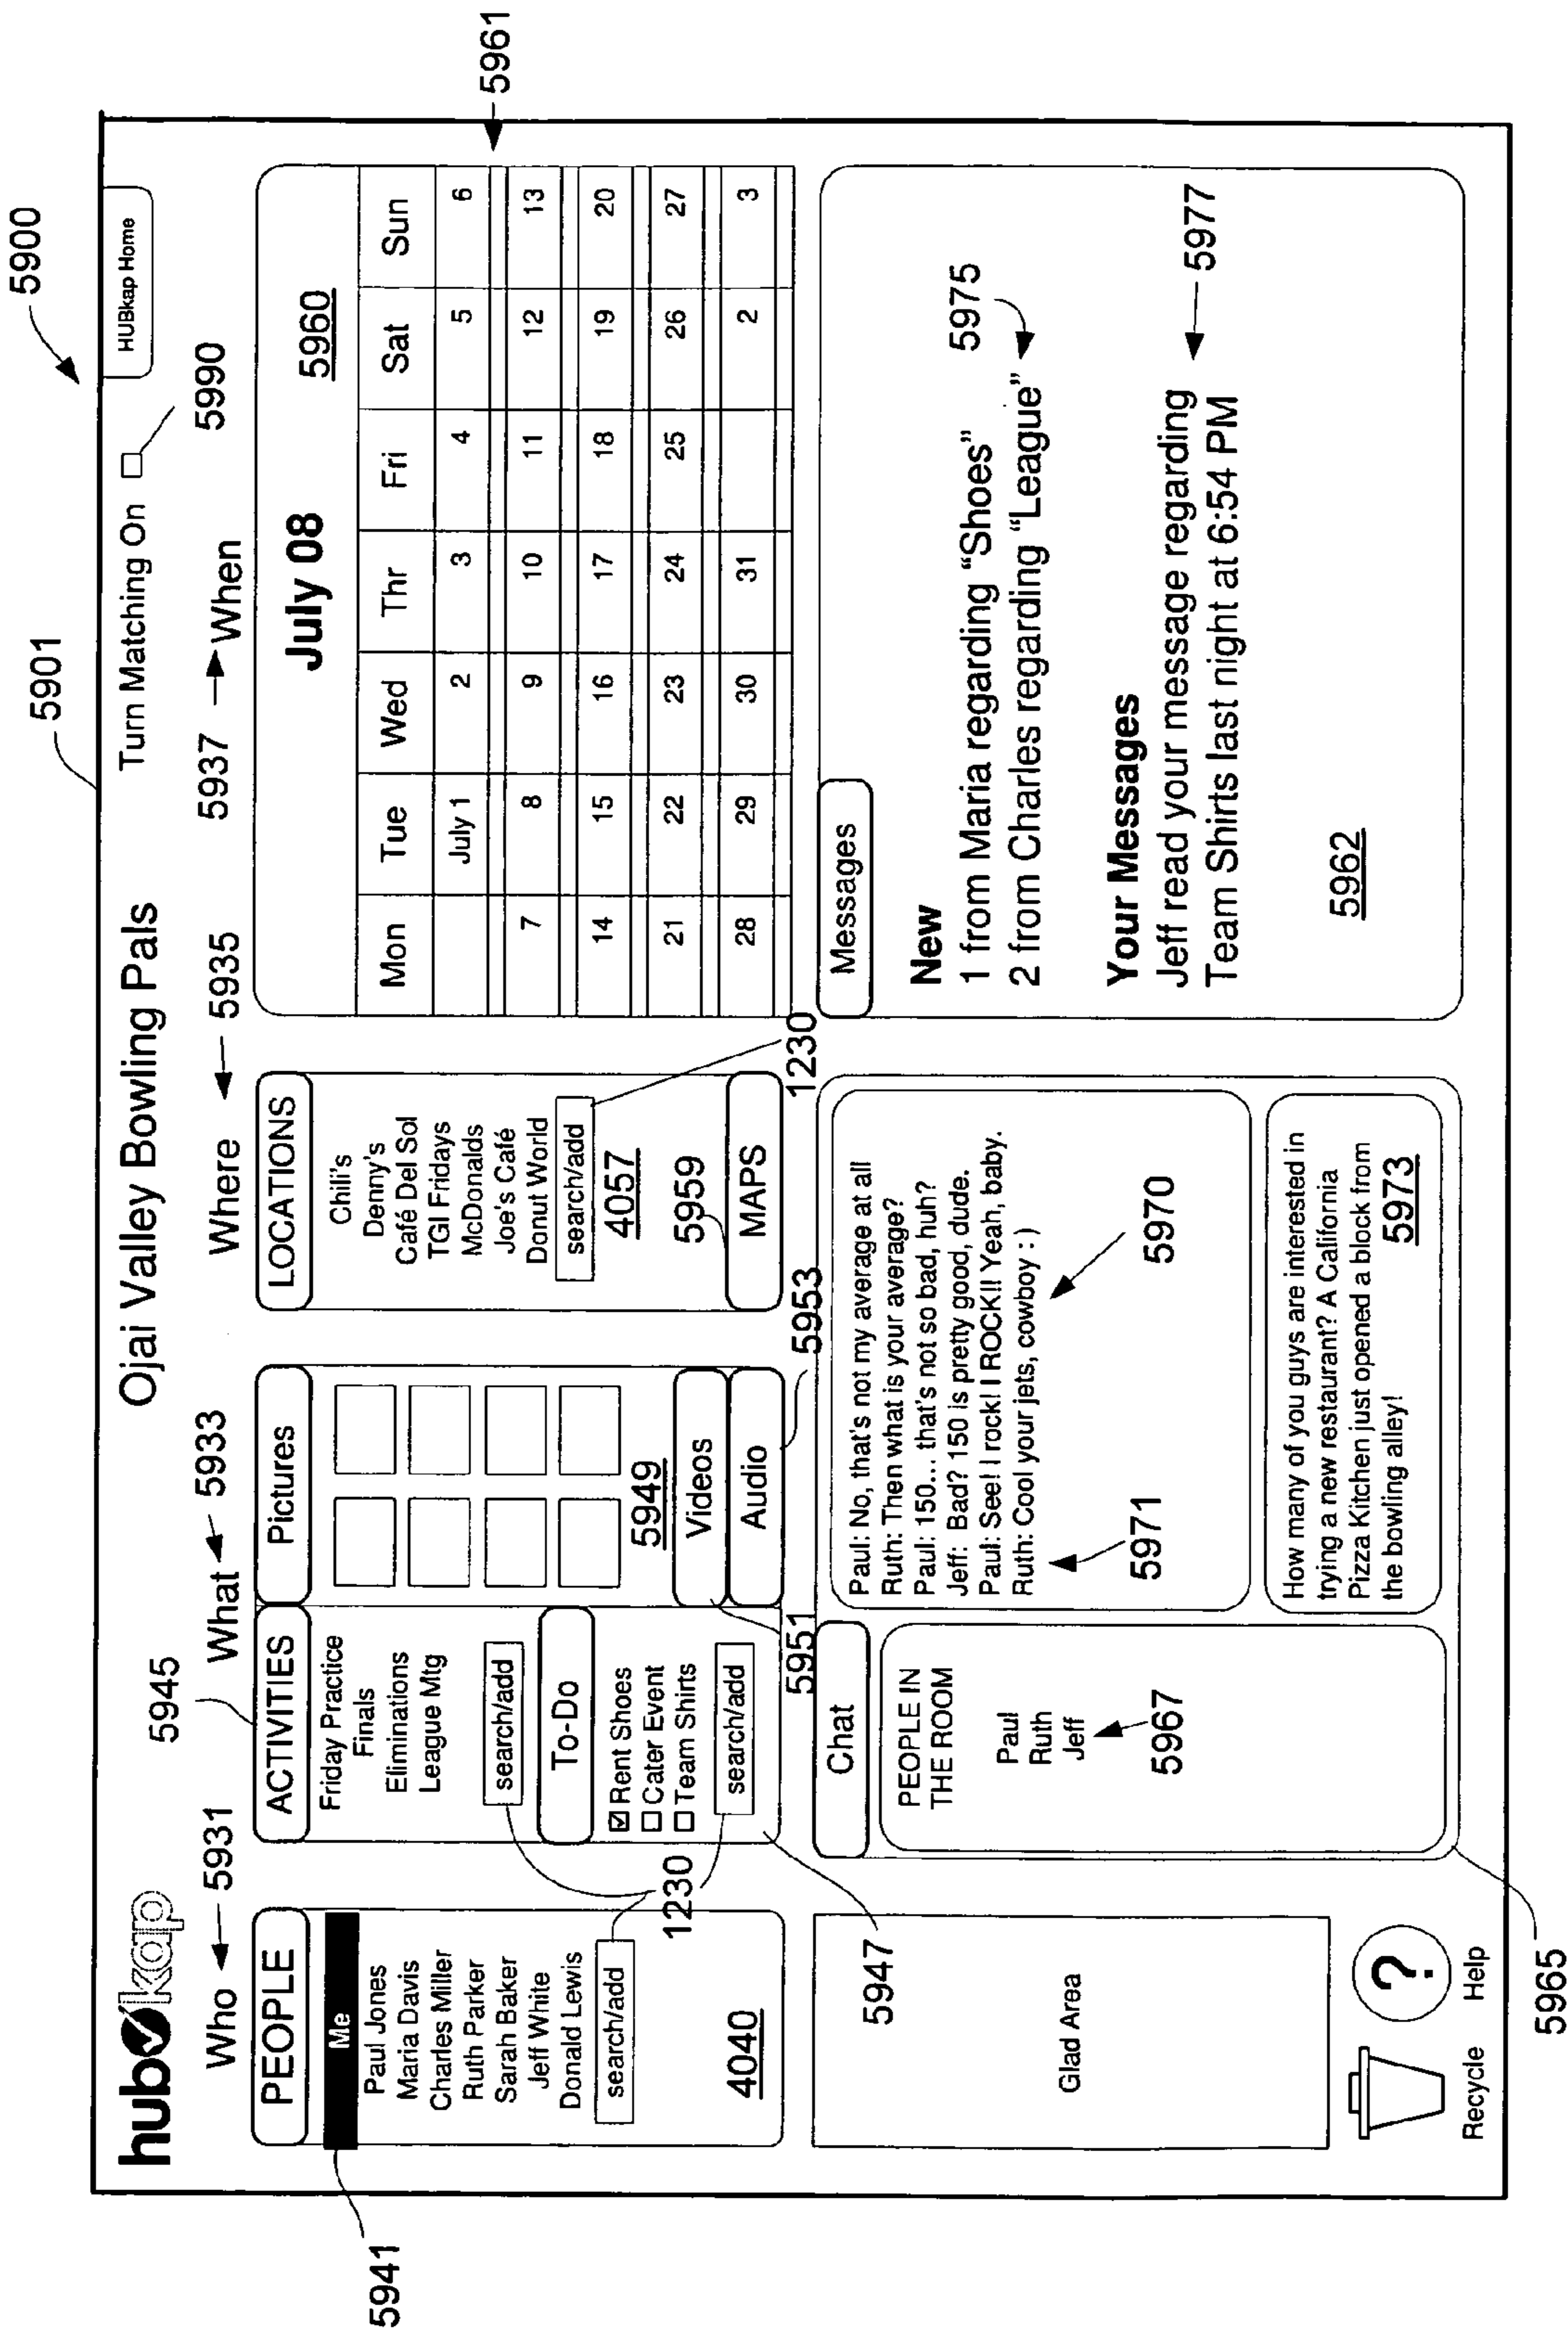 5900
5901
hubkap
Ojai Valley Bowling Pals
Turn Matching On
5990
HUBkap Home
Who
5931
5945
What
5933
Where
5935
5937
When
5941
PEOPLE
Me
Paul Jones
Maria Davis
Charles Miller
Ruth Parker
Sarah Baker
Jeff White
Donald Lewis
search/add
4040
1230
ACTIVITIES
Friday Practice
Finals
Eliminations
League Mtg
search/add
To-Do
☑ Rent Shoes
☐ Cater Event
☐ Team Shirts
search/add
5947
Pictures
5949
Videos
Audio
5951
5953
LOCATIONS
Chili's
Denny's
Café Del Sol
TGI Fridays
McDonalds
Joe's Café
Donut World
search/add
4057
5959
MAPS
1230
July 08
5960
5961
Mon Tue Wed Thr Fri Sat Sun
July 1 2 3 4 5 6
7 8 9 10 11 12 13
14 15 16 17 18 19 20
21 22 23 24 25 26 27
28 29 30 31 2 3
Glad Area
Recycle
?
Help
Chat
PEOPLE IN
THE ROOM
Paul
Ruth
Jeff
5967
5965
Paul: No, that's not my average at all
Ruth: Then what is your average?
Paul: 150... that's not so bad, huh?
Jeff: Bad? 150 is pretty good, dude.
Paul: See! I rock! I ROCK!! Yeah, baby.
Ruth: Cool your jets, cowboy : )
5971
5970
How many of you guys are interested in
trying a new restaurant? A California
Pizza Kitchen just opened a block from
the bowling alley!
5973
Messages
New
1 from Maria regarding “Shoes”
2 from Charles regarding “League”
5975
Your Messages
Jeff read your message regarding
Team Shirts last night at 6:54 PM
5977
5962